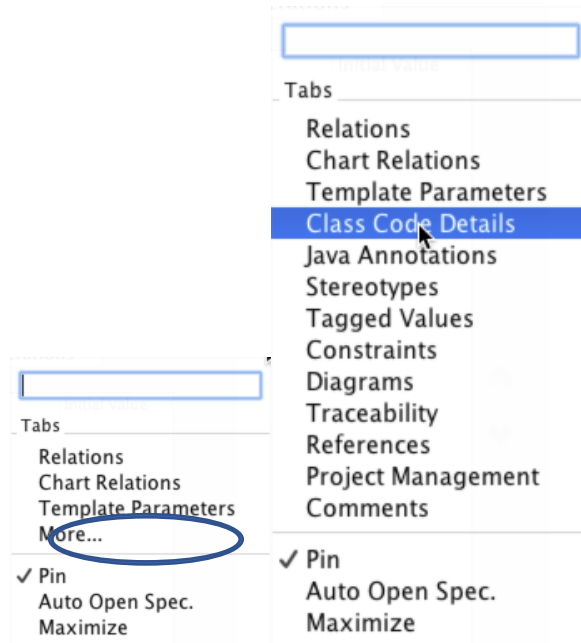 Tabs
Relations
Chart Relations
Template Parameters
More...
✓ Pin
Auto Open Spec.
Maximize
Initial Value
Tabs
Relations
Chart Relations
Template Parameters
Class Code Details
Java Annotations
Stereotypes
Tagged Values
Constraints
Diagrams
Traceability
References
Project Management
Comments
✓ Pin
Auto Open Spec.
Maximize